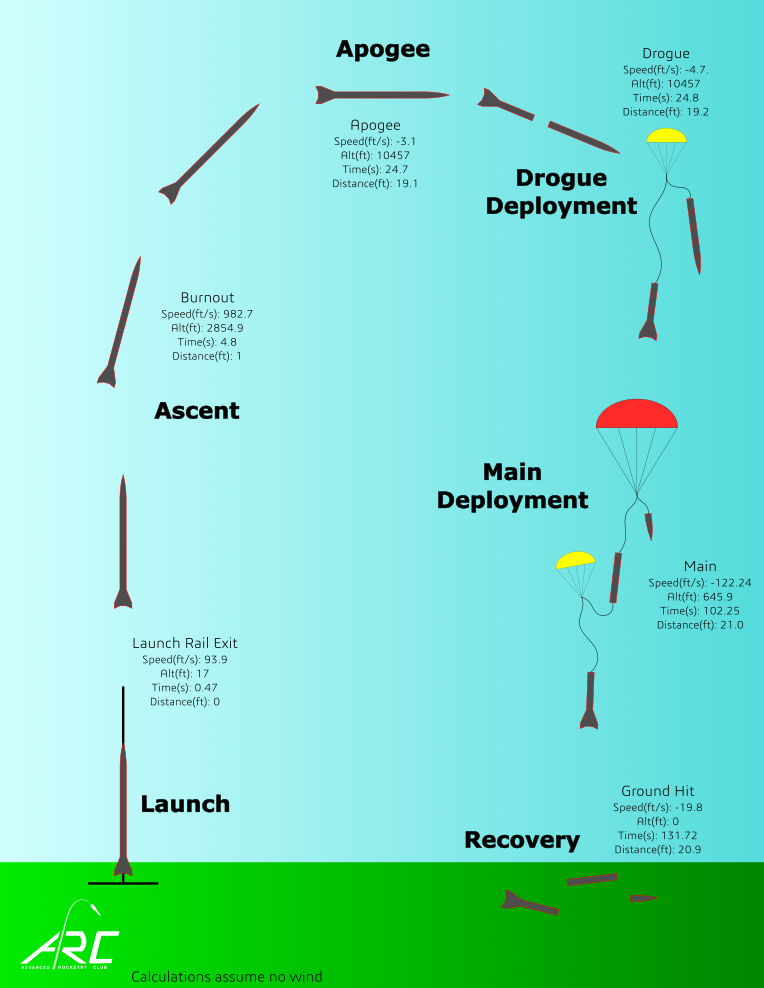 Apogee
Apogee
Speed(ft/s): -3.1
Alt(ft): 10457
Time(s): 24.7
Distance(ft): 19.1
Drogue
Speed(ft/s): -4.7.
Alt(ft): 10457
Time(s): 24.8
Distance(ft): 19.2
Drogue
Deployment
Burnout
Speed(ft/s): 982.7
Alt(ft): 2854.9
Time(s): 4.8
Distance(ft): 1
Ascent
Main
Deployment
Main
Speed(ft/s): -122.24
Alt(ft): 645.9
Time(s): 102.25
Distance(ft): 21.0
Launch Rail Exit
Speed(ft/s): 93.9
Alt(ft): 17
Time(s): 0.47
Distance(ft): 0
Launch
Ground Hit
Speed(ft/s): -19.8
Alt(ft): 0
Time(s): 131.72
Distance(ft): 20.9
Recovery
ARC
ADVANCED ROCKETRY CLUB
Calculations assume no wind